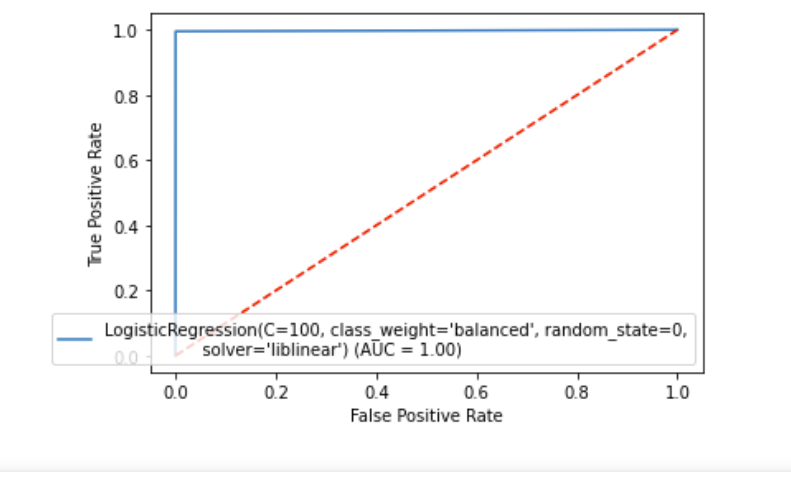 1.0
0.8
0.6
0.4
0.2
0.0
True Positive Rate
LogisticRegression(C=100, class_weight='balanced', random_state=0,
solver='liblinear') (AUC = 1.00)
0.0 0.2 0.4 0.6 0.8 1.0
False Positive Rate